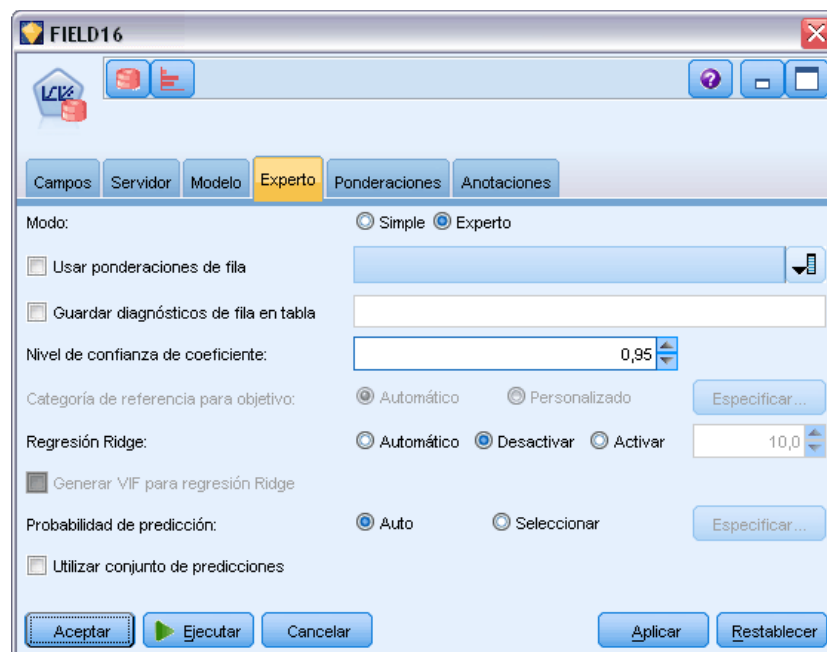 FIELD16
Campos Servidor Modelo Experto Ponderaciones Anotaciones
Modo: Simple Experto
Usar ponderaciones de fila
Guardar diagnósticos de fila en tabla
Nivel de confianza de coeficiente: 0,95
Categoría de referencia para objetivo: Automático Personalizado Especificar...
Regresión Ridge: Automático Desactivar Activar 10,0
Generar VIF para regresión Ridge
Probabilidad de predicción: Auto Seleccionar Especificar...
Utilizar conjunto de predicciones
Aceptar Ejecutar Cancelar Aplicar Restablecer